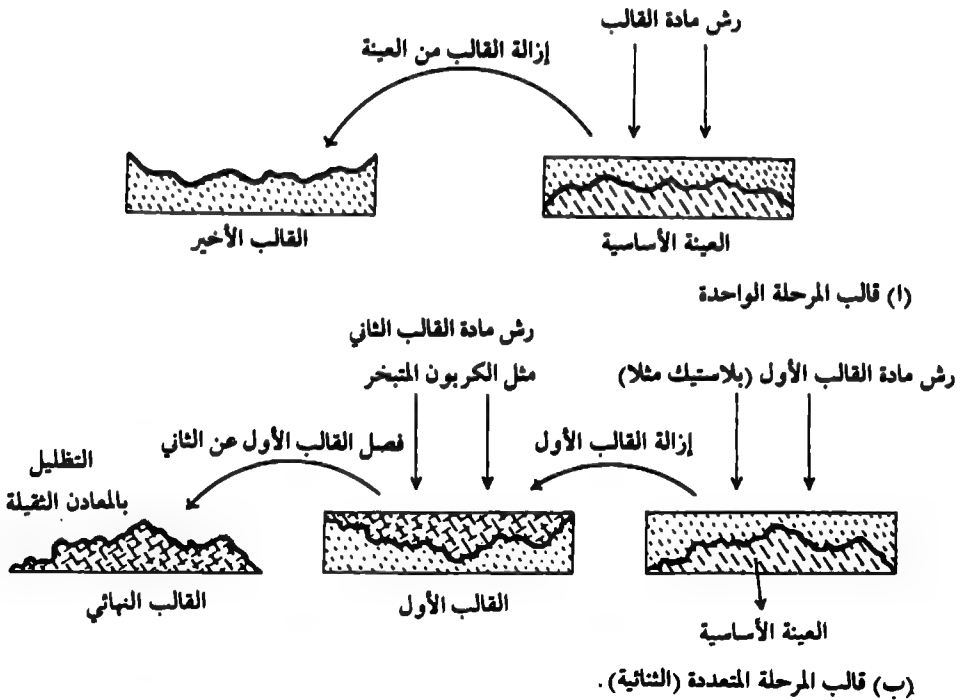 رش مادة القالب
إزالة القالب من العينة
العينة الأساسية
القالب الأخير
(ا) قالب المرحلة الواحدة
رش مادة القالب الأول (بلاستيك مثلا)
رش مادة القالب الثاني
مثل الكربون المتبخر
إزالة القالب الأول
فصل القالب الأول عن الثاني
التظليل
بالمعادن الثقيلة
العينة الأساسية
القالب الأول
القالب النهائي
(ب) قالب المرحلة المتعددة (الثنائية).